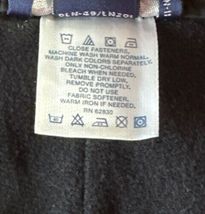 CLOSE FASTENERS,
MACHINE WASH WARM NORMAL.
WASH DARK COLORS SEPARATELY.
ONLY NON-CHLORINE
BLEACH WHEN NEEDED.
TUMBLE DRY LOW.
REMOVE PROMPTLY.
DO NOT USE
FABRIC SOFTENER.
WARM IRON IF NEEDED.
RN 62830